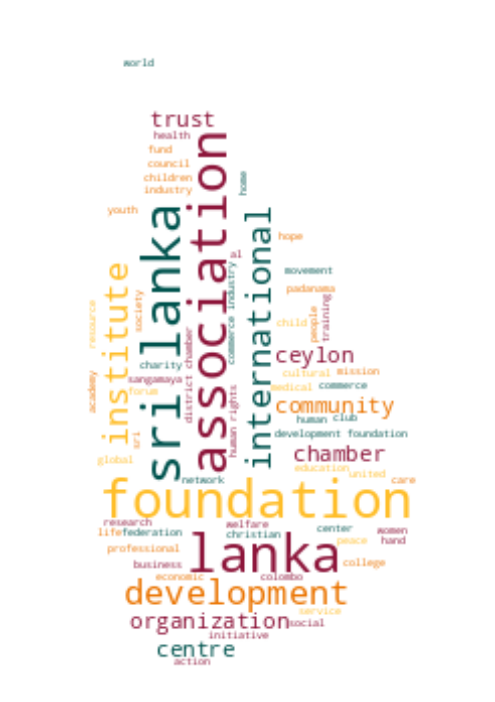 world
trust
health
fund
council
children
industry
home
youth
association
sri lanka
international
hope
al
movement
institute
padanama
resource
society
commerce industry
people
training
child
district chamber
ceylon
charity
cultural
mission
academy
sangamaya
forum
medical
commerce
human rights
community
human
club
sri
development foundation
chamber
global
education
united
network
care
foundation
research
welfare
center
women
life
federation
christian
peace
hand
professional
lanka
business
college
economic
colombo
development
service
organization
social
initiative
centre
action